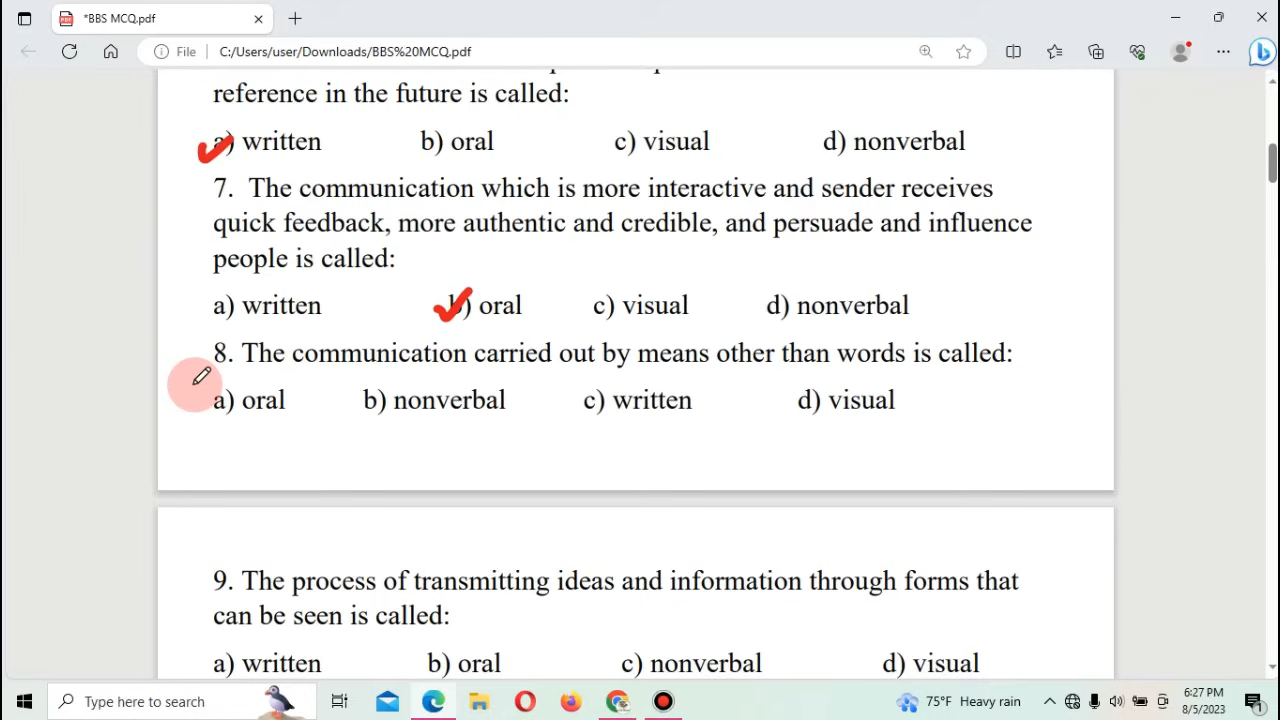 *BBS MCQ.pdf
File C:/Users/user/Downloads/BBS%20MCQ.pdf
reference in the future is called:
a) written b) oral c) visual d) nonverbal
7. The communication which is more interactive and sender receives
quick feedback, more authentic and credible, and persuade and influence
people is called:
a) written b) oral c) visual d) nonverbal
8. The communication carried out by means other than words is called:
a) oral b) nonverbal c) written d) visual
9. The process of transmitting ideas and information through forms that
can be seen is called:
a) written b) oral c) nonverbal d) visual
Type here to search 75°F Heavy rain 6:27 PM
8/5/2023